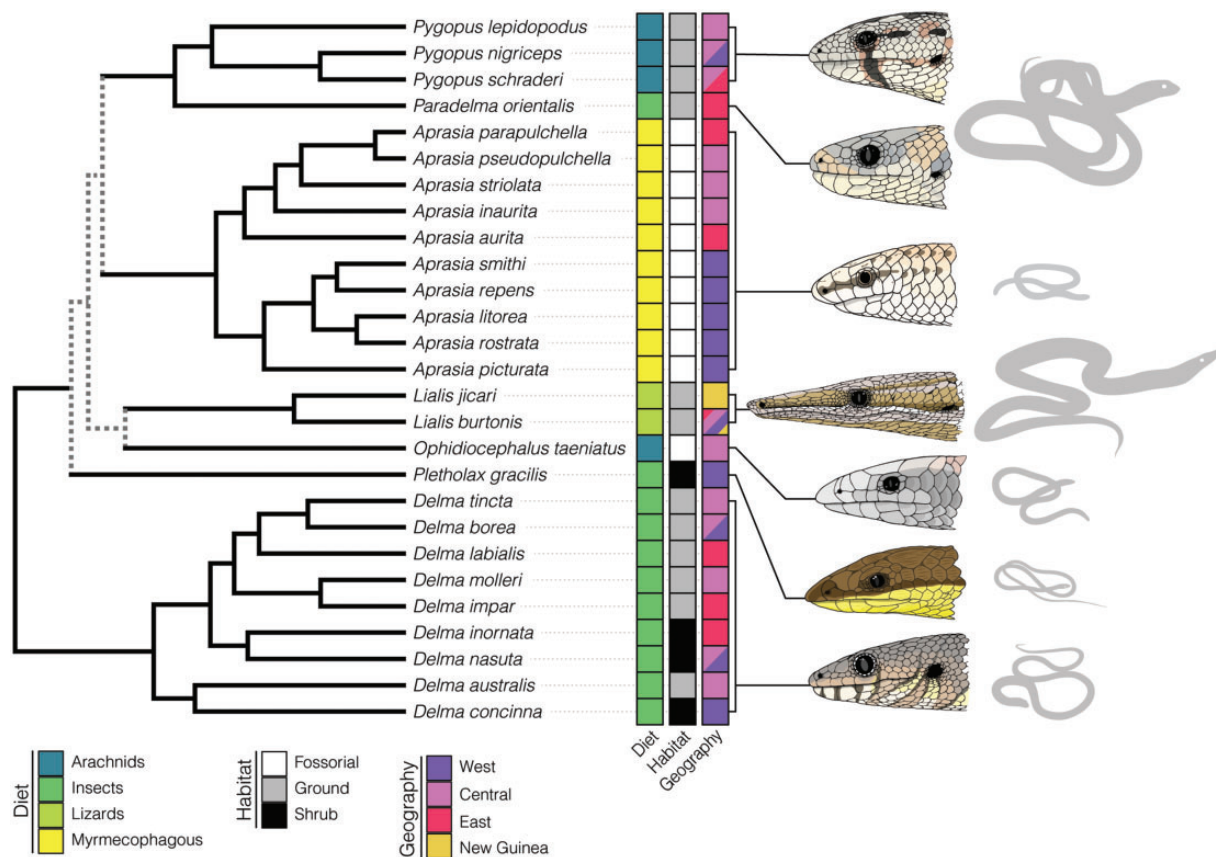 Pygopus lepidopodus
Pygopus nigriceps
Pygopus schraderi
Paradelma orientalis
Aprasia parapulchella
Aprasia pseudopulchella
Aprasia striolata
Aprasia inaurita
Aprasia aurita
Aprasia smithi
Aprasia repens
Aprasia litorea
Aprasia rostrata
Aprasia picturata
Lialis jicari
Lialis burtonis
Ophidiocephalus taeniatus
Pletholax gracilis
Delma tincta
Delma borea
Delma labialis
Delma molleri
Delma impar
Delma inornata
Delma nasuta
Delma australis
Delma concinna
Diet
Habitat
Geography
Diet
Arachnids
Insects
Lizards
Myrmecophagous
Habitat
Fossorial
Ground
Shrub
Geography
West
Central
East
New Guinea